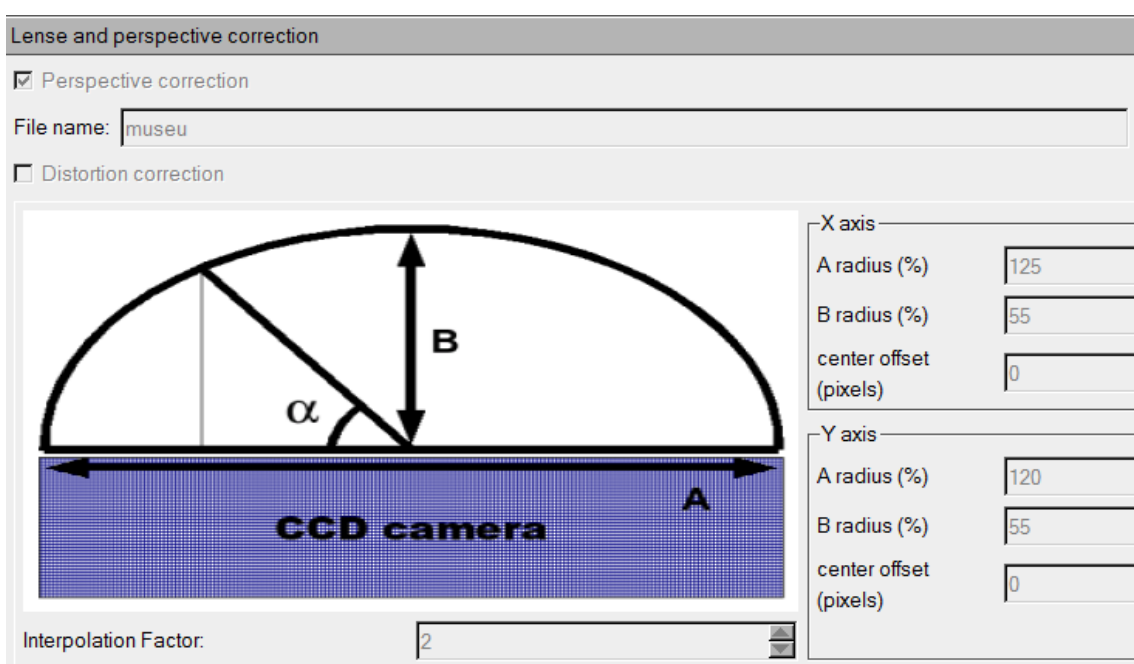 Lense and perspective correction
Perspective correction
File name: museu
Distortion correction
B
α
A
CCD camera
Interpolation Factor: 2
X axis
A radius (%) 125
B radius (%) 55
center offset
(pixels) 0
Y axis
A radius (%) 120
B radius (%) 55
center offset
(pixels) 0